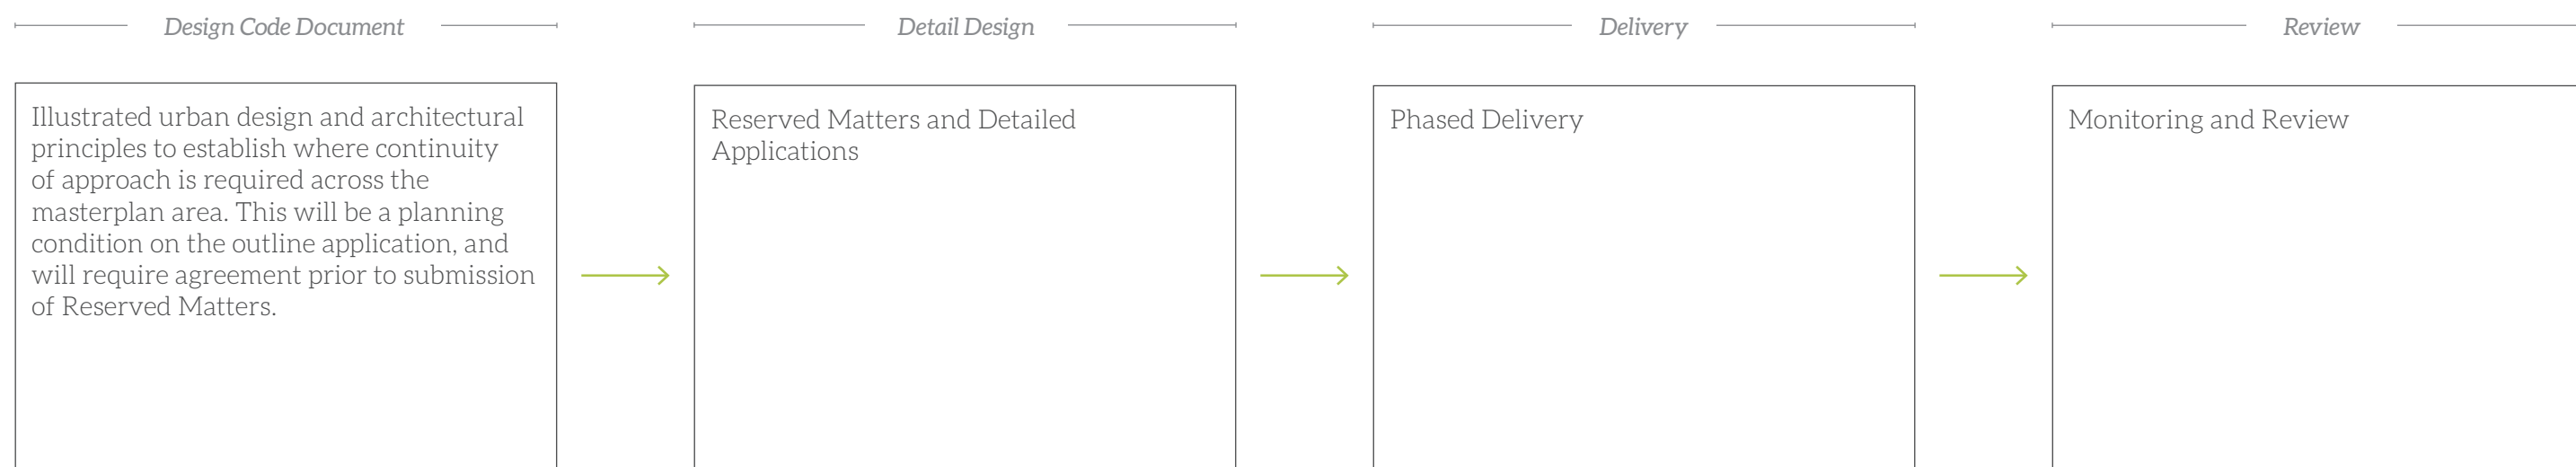 Design Code Document
Detail Design
Delivery
Review
Illustrated urban design and architectural
principles to establish where continuity
of approach is required across the
masterplan area. This will be a planning
condition on the outline application, and
will require agreement prior to submission
of Reserved Matters.
Reserved Matters and Detailed
Applications
Phased Delivery
Monitoring and Review